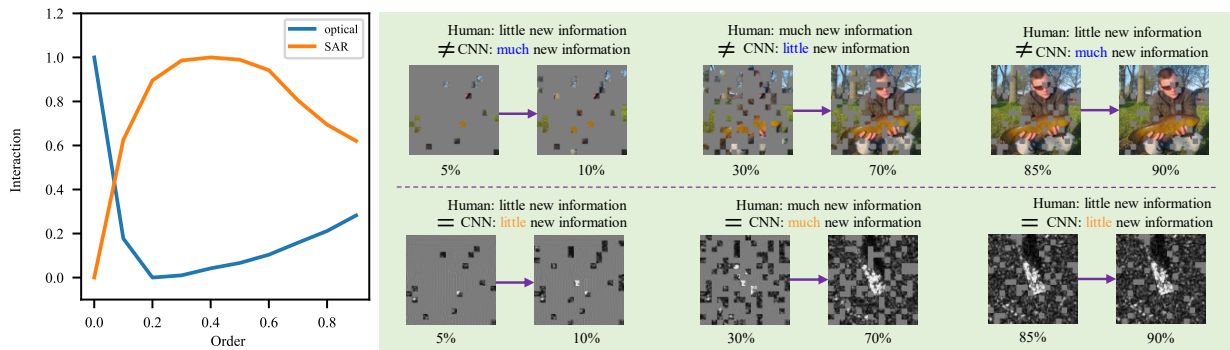 1.2
1.0
0.8
0.6
0.4
0.2
0.0
Interaction
0.0 0.2 0.4 0.6 0.8
Order
optical
SAR
Human: little new information
≠ CNN: much new information
5% 10%
Human: much new information
≠ CNN: little new information
30% 70%
Human: little new information
≠ CNN: much new information
85% 90%
Human: little new information
= CNN: little new information
5% 10%
Human: much new information
= CNN: much new information
30% 70%
Human: little new information
= CNN: little new information
85% 90%